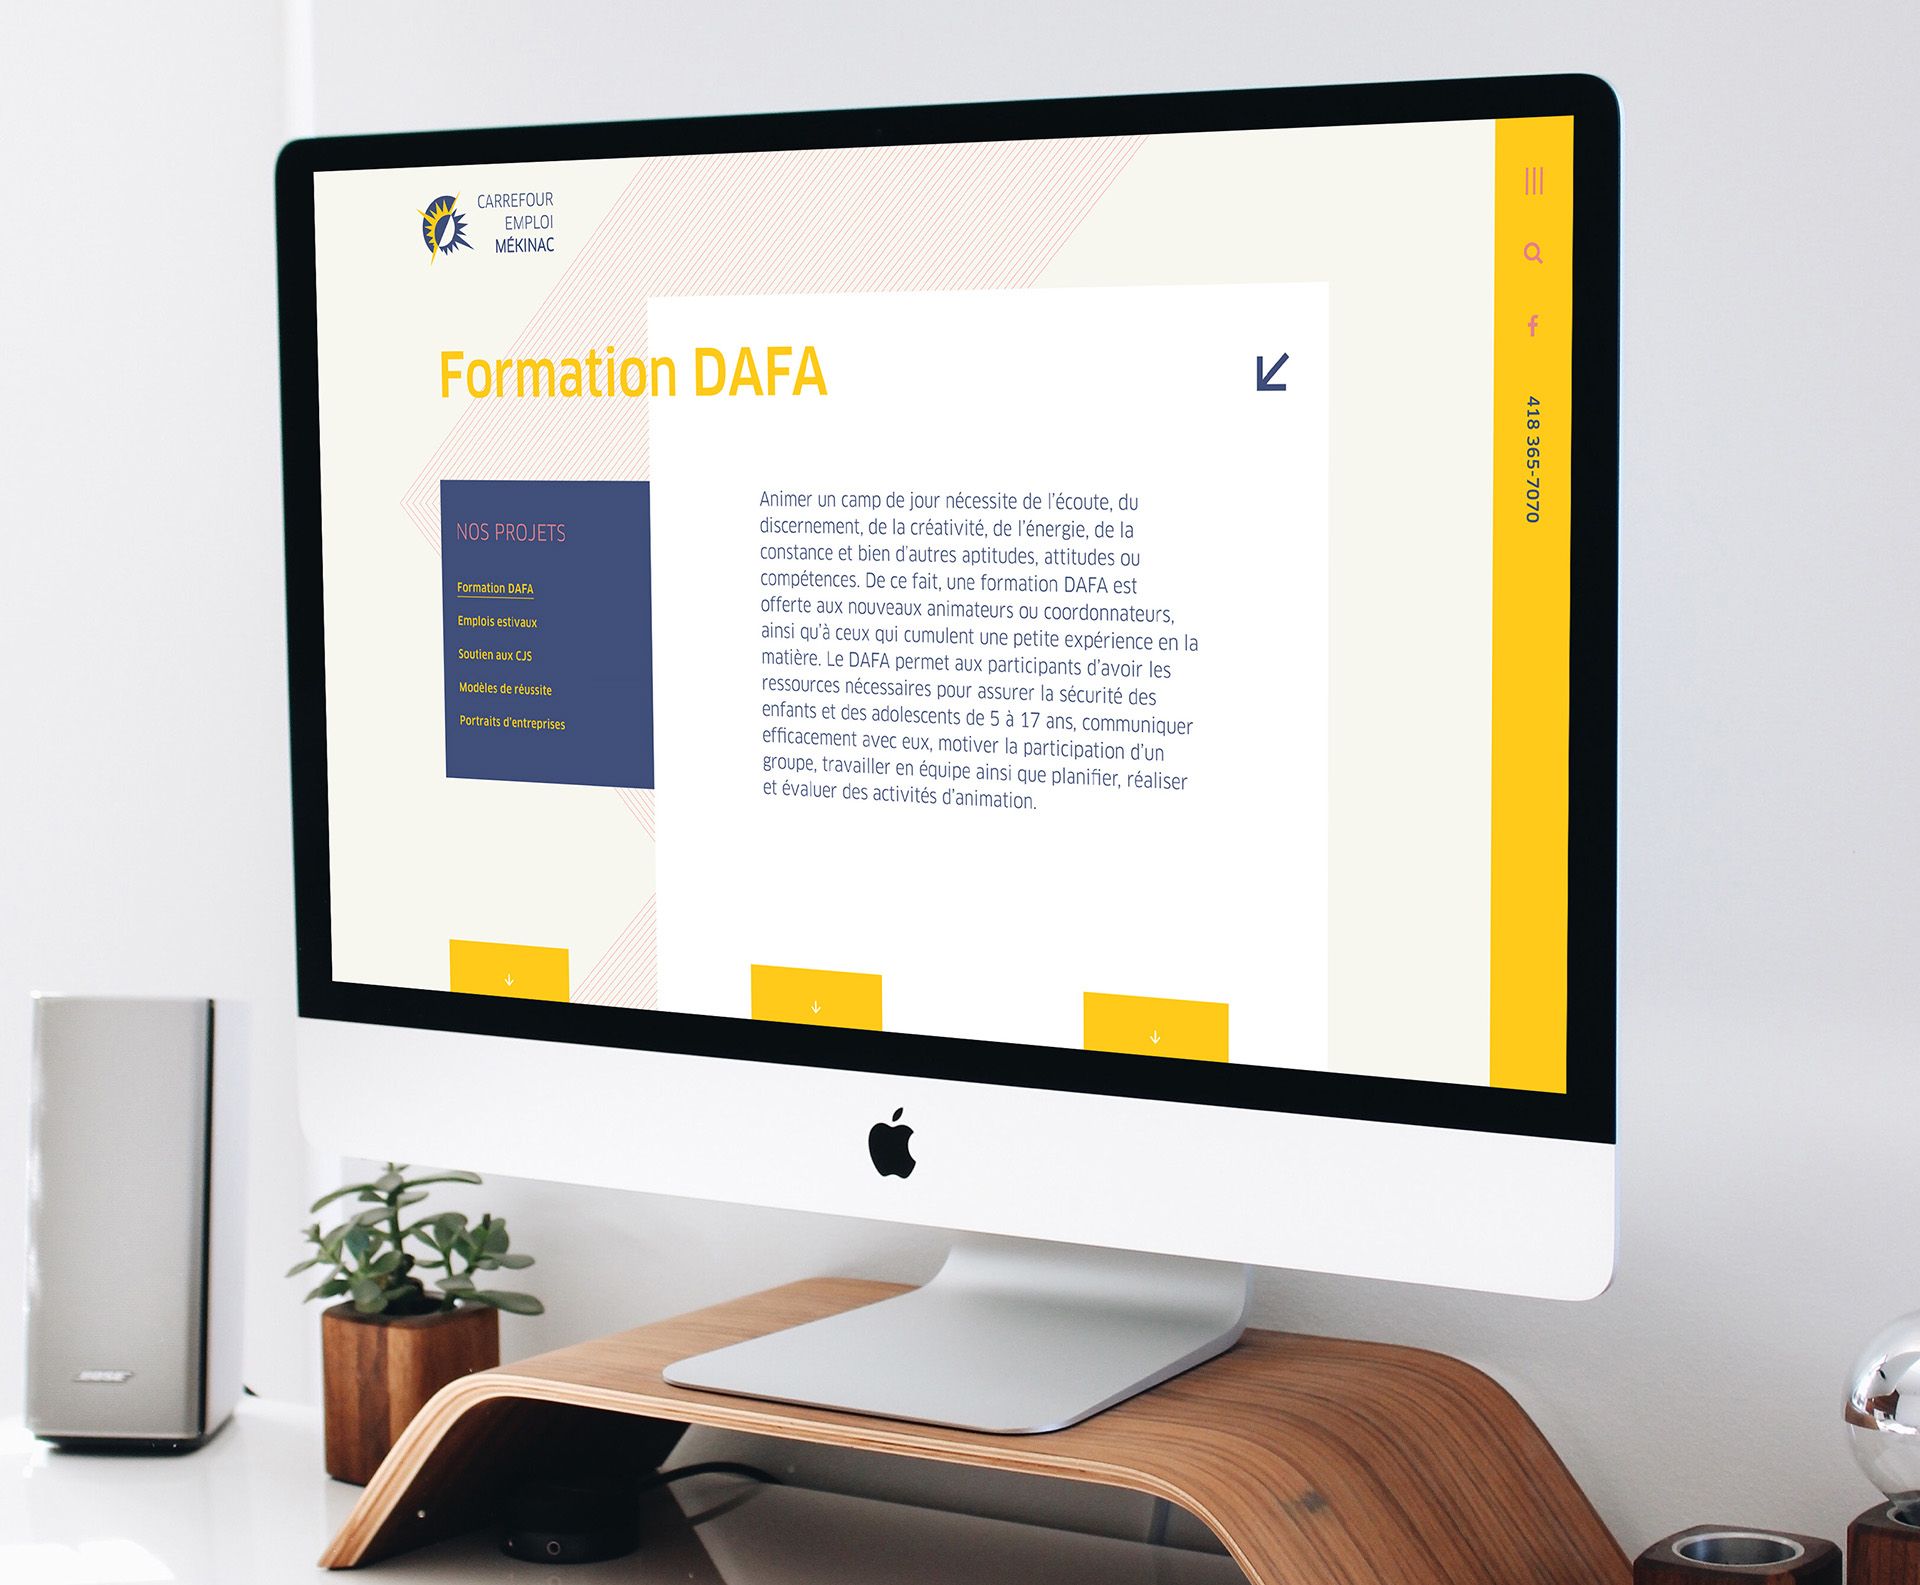 CARREFOUR
EMPLOI
MÉKINAC
Formation DAFA
NOS PROJETS
Formation DAFA
Emplois estivaux
Soutien aux CJS
Modèles de réussite
Portraits d'entreprises
Animer un camp de jour nécessite de l'écoute, du
discernement, de la créativité, de l'énergie, de la
constance et bien d'autres aptitudes, attitudes ou
compétences. De ce fait, une formation DAFA est
offerte aux nouveaux animateurs ou coordonnateurs,
ainsi qu'à ceux qui cumulent une petite expérience en la
matière. Le DAFA permet aux participants d'avoir les
ressources nécessaires pour assurer la sécurité des
enfants et des adolescents de 5 à 17 ans, communiquer
efficacement avec eux, motiver la participation d'un
groupe, travailler en équipe ainsi que planifier, réaliser
et évaluer des activités d'animation.
418 365-7070
BOSE